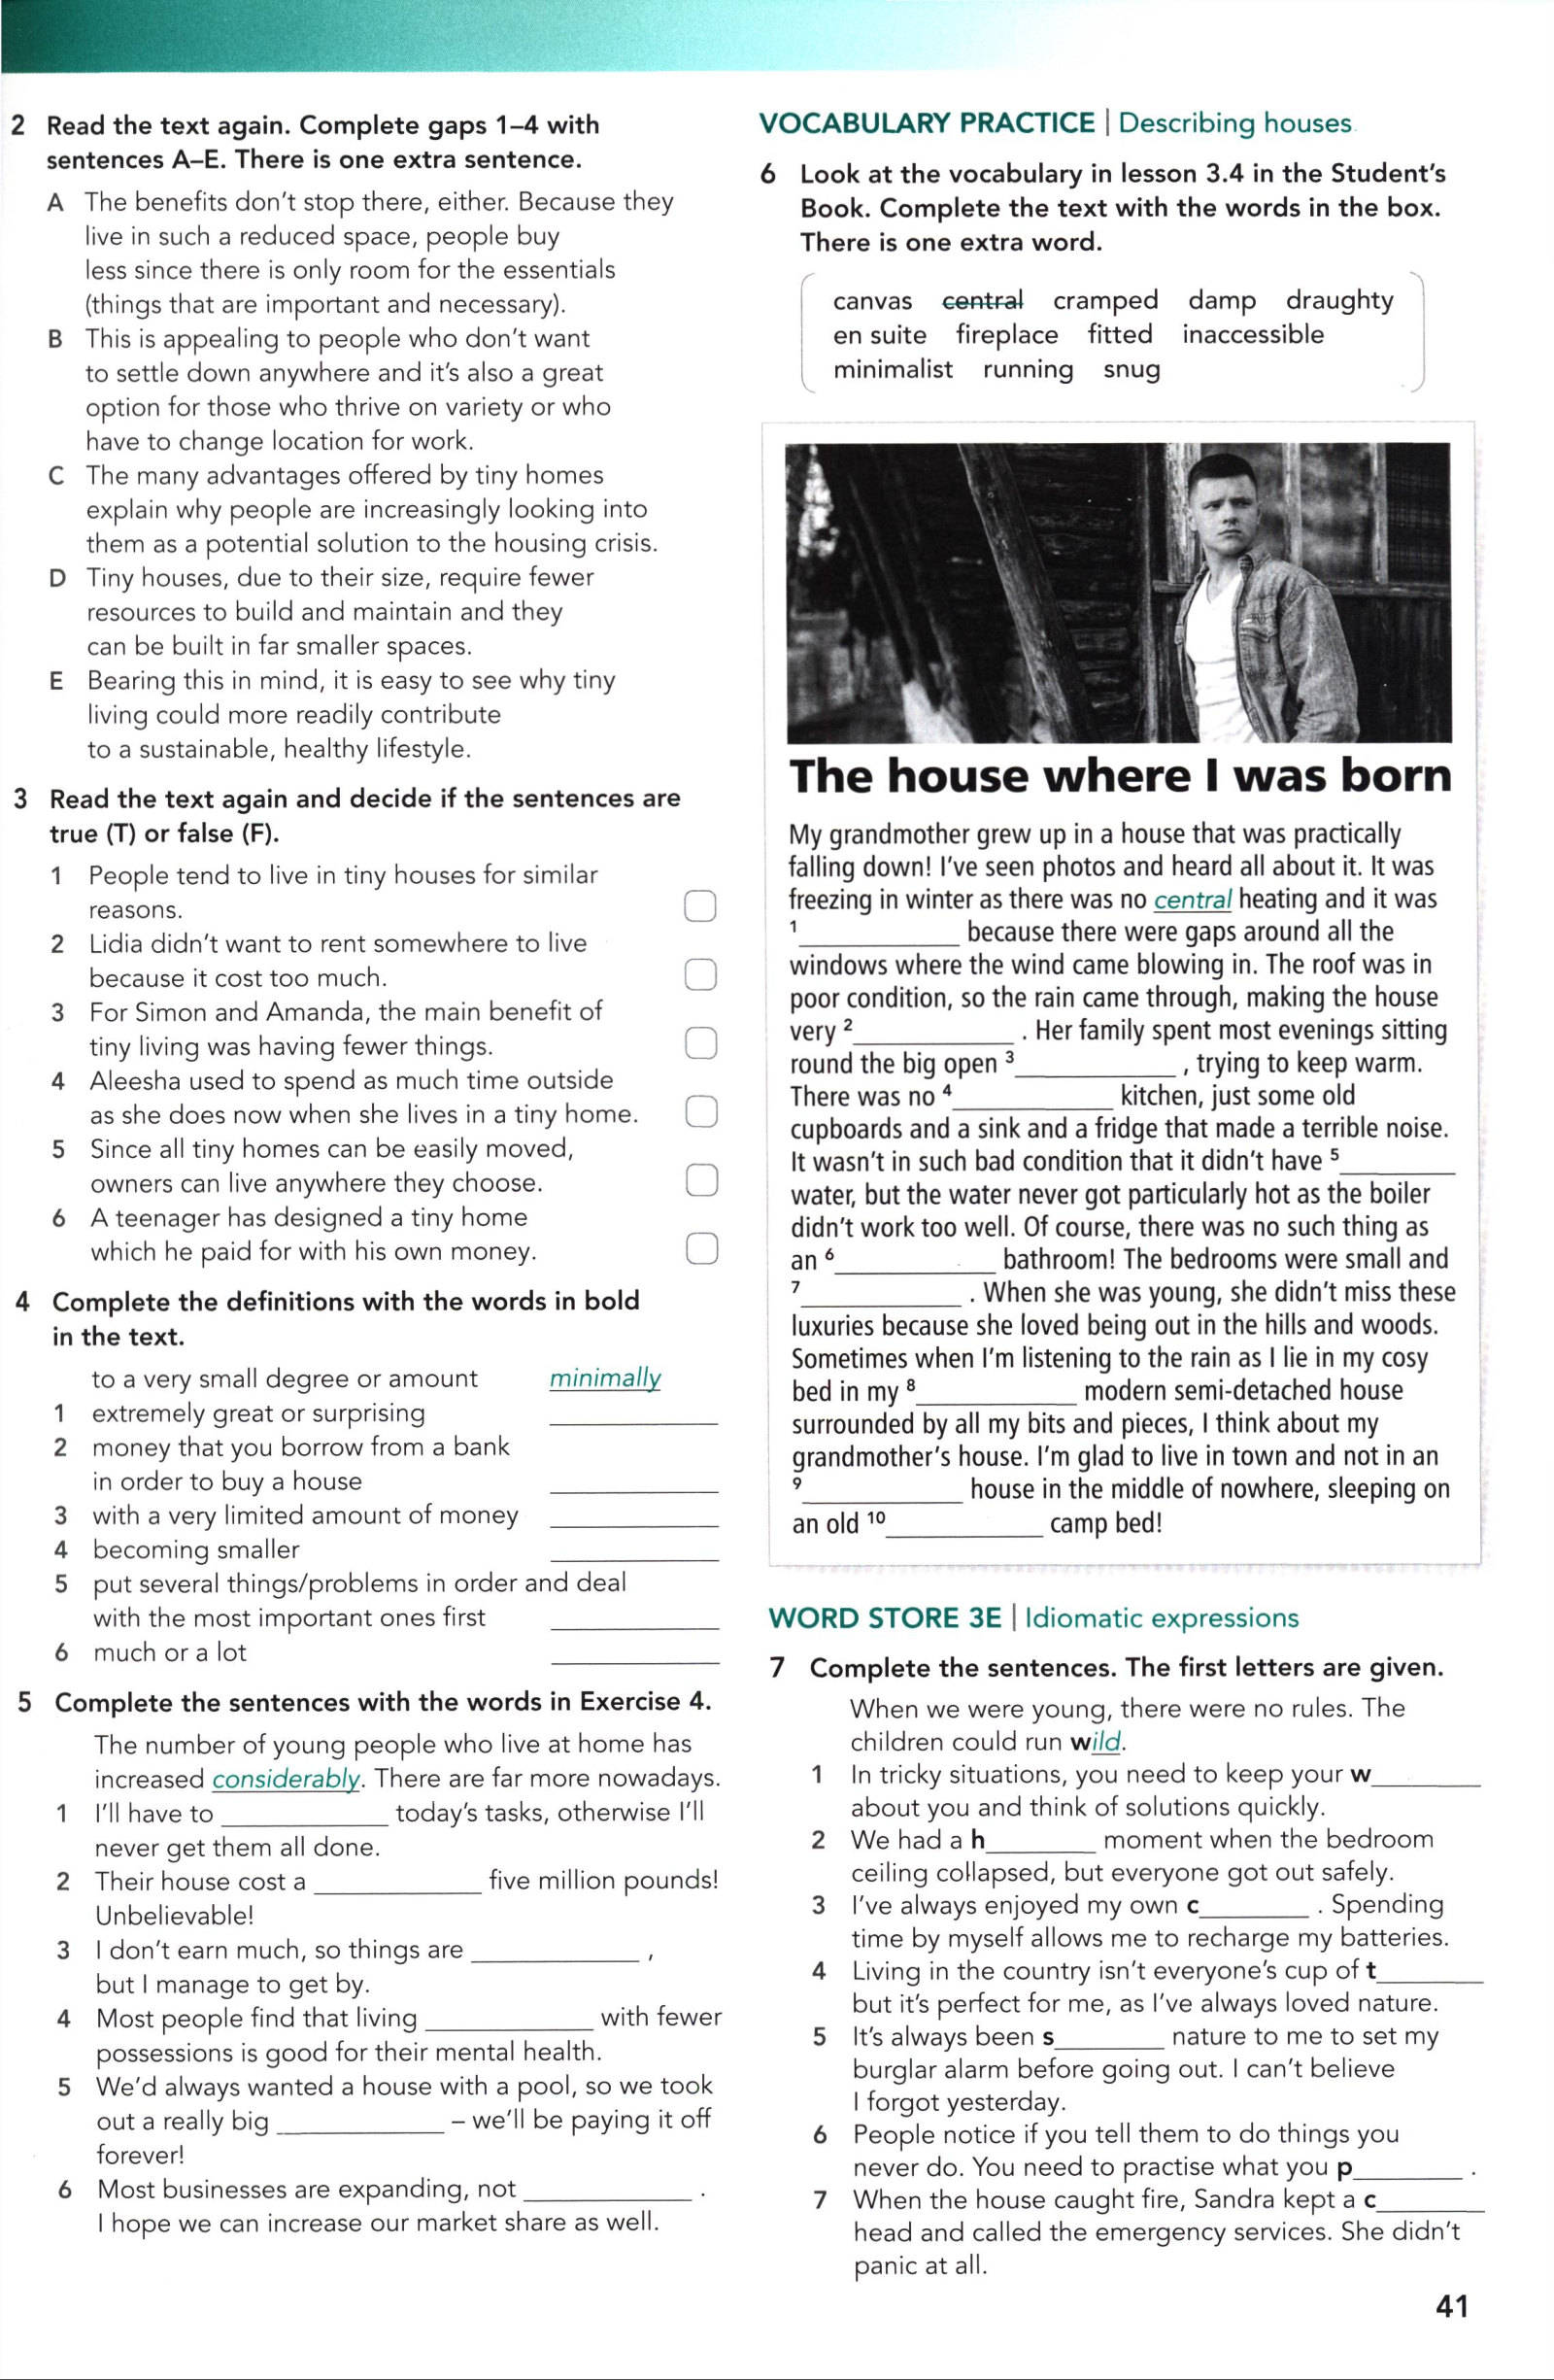 2 Read the text again. Complete gaps 1–4 with
sentences A–E. There is one extra sentence.
A The benefits don't stop there, either. Because they
live in such a reduced space, people buy
less since there is only room for the essentials
(things that are important and necessary).
B This is appealing to people who don't want
to settle down anywhere and it's also a great
option for those who thrive on variety or who
have to change location for work.
C The many advantages offered by tiny homes
explain why people are increasingly looking into
them as a potential solution to the housing crisis.
D Tiny houses, due to their size, require fewer
resources to build and maintain and they
can be built in far smaller spaces.
E Bearing this in mind, it is easy to see why tiny
living could more readily contribute
to a sustainable, healthy lifestyle.
3 Read the text again and decide if the sentences are
true (T) or false (F).
1 People tend to live in tiny houses for similar
reasons.
2 Lidia didn't want to rent somewhere to live
because it cost too much.
3 For Simon and Amanda, the main benefit of
tiny living was having fewer things.
4 Aleesha used to spend as much time outside
as she does now when she lives in a tiny home.
5 Since all tiny homes can be easily moved,
owners can live anywhere they choose.
6 A teenager has designed a tiny home
which he paid for with his own money.
4 Complete the definitions with the words in bold
in the text.
to a very small degree or amount minimally
1 extremely great or surprising ____________
2 money that you borrow from a bank
in order to buy a house ____________
3 with a very limited amount of money ____________
4 becoming smaller ____________
5 put several things/problems in order and deal
with the most important ones first ____________
6 much or a lot ____________
5 Complete the sentences with the words in Exercise 4.
The number of young people who live at home has
increased considerably. There are far more nowadays.
1 I'll have to ____________ today's tasks, otherwise I'll
never get them all done.
2 Their house cost a ____________ five million pounds!
Unbelievable!
3 I don't earn much, so things are ____________ ,
but I manage to get by.
4 Most people find that living ____________ with fewer
possessions is good for their mental health.
5 We'd always wanted a house with a pool, so we took
out a really big ____________ – we'll be paying it off
forever!
6 Most businesses are expanding, not ____________ .
I hope we can increase our market share as well.
VOCABULARY PRACTICE | Describing houses
6 Look at the vocabulary in lesson 3.4 in the Student's
Book. Complete the text with the words in the box.
There is one extra word.
canvas central cramped damp draughty
en suite fireplace fitted inaccessible
minimalist running snug
The house where I was born
My grandmother grew up in a house that was practically
falling down! I've seen photos and heard all about it. It was
freezing in winter as there was no central heating and it was
1____________ because there were gaps around all the
windows where the wind came blowing in. The roof was in
poor condition, so the rain came through, making the house
very 2____________ . Her family spent most evenings sitting
round the big open 3____________ , trying to keep warm.
There was no 4____________ kitchen, just some old
cupboards and a sink and a fridge that made a terrible noise.
It wasn't in such bad condition that it didn't have 5________
water, but the water never got particularly hot as the boiler
didn't work too well. Of course, there was no such thing as
an 6____________ bathroom! The bedrooms were small and
7____________ . When she was young, she didn't miss these
luxuries because she loved being out in the hills and woods.
Sometimes when I'm listening to the rain as I lie in my cosy
bed in my 8____________ modern semi-detached house
surrounded by all my bits and pieces, I think about my
grandmother's house. I'm glad to live in town and not in an
9____________ house in the middle of nowhere, sleeping on
an old 10____________ camp bed!
WORD STORE 3E | Idiomatic expressions
7 Complete the sentences. The first letters are given.
When we were young, there were no rules. The
children could run wild.
1 In tricky situations, you need to keep your w________
about you and think of solutions quickly.
2 We had a h________ moment when the bedroom
ceiling collapsed, but everyone got out safely.
3 I've always enjoyed my own c________ . Spending
time by myself allows me to recharge my batteries.
4 Living in the country isn't everyone's cup of t________
but it's perfect for me, as I've always loved nature.
5 It's always been s________ nature to me to set my
burglar alarm before going out. I can't believe
I forgot yesterday.
6 People notice if you tell them to do things you
never do. You need to practise what you p________ .
7 When the house caught fire, Sandra kept a c________
head and called the emergency services. She didn't
panic at all.
41